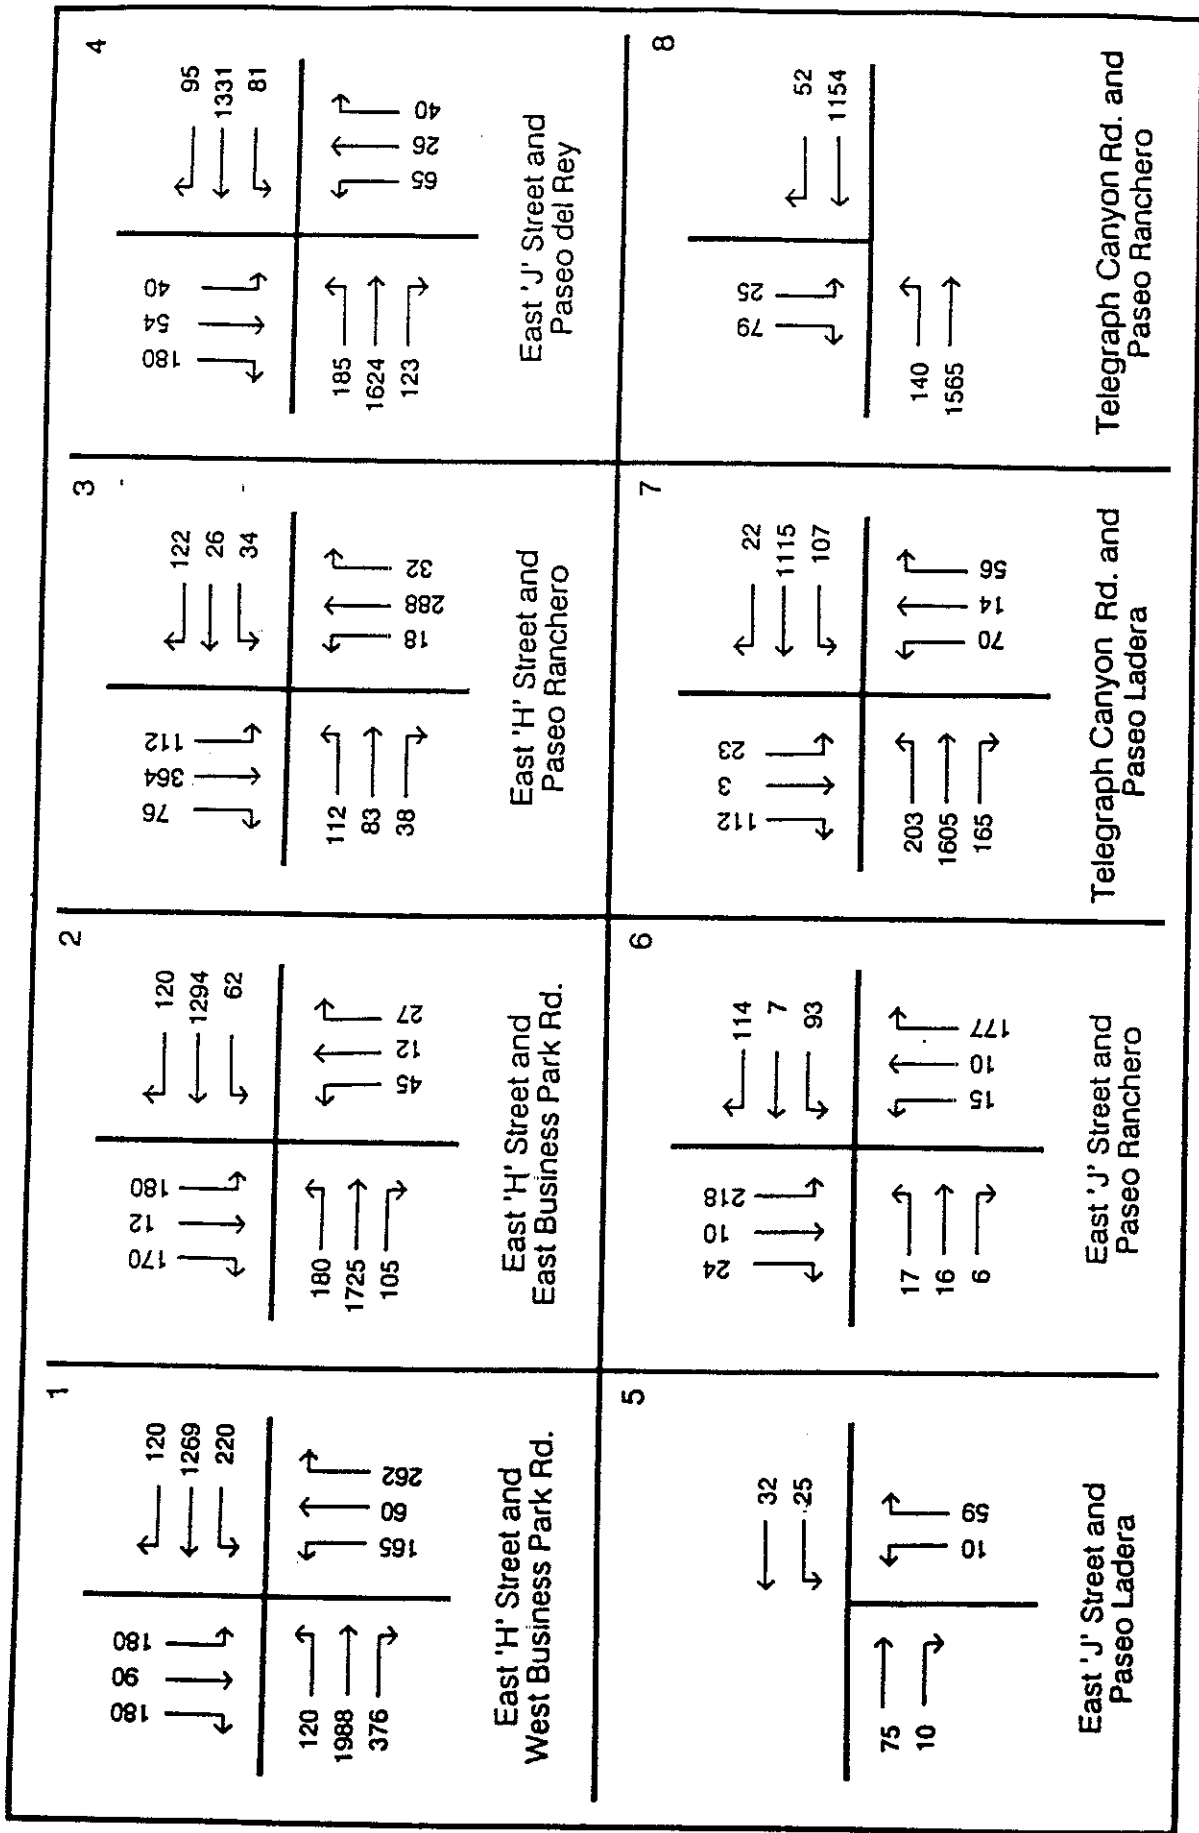 1
180 90 180
120
1269
220
120
1988
376
165 60 262
East 'H' Street and
West Business Park Rd.
2
170 12 180
120
1294
62
180
1725
105
45 12 27
East 'H' Street and
East Business Park Rd.
3
76 364 112
122
26
34
112
83
38
18 288 32
East 'H' Street and
Paseo Ranchero
4
180 54 40
95
1331
81
185
1624
123
65 26 40
East 'J' Street and
Paseo del Rey
5
32
25
75
10
10 59
East 'J' Street and
Paseo Ladera
6
24 10 218
114
7
93
17
16
6
15 10 177
East 'J' Street and
Paseo Ranchero
7
112 3 23
22
1115
107
203
1605
165
70 14 56
Telegraph Canyon Rd. and
Paseo Ladera
8
79 25
52
1154
140
1565
Telegraph Canyon Rd. and
Paseo Ranchero